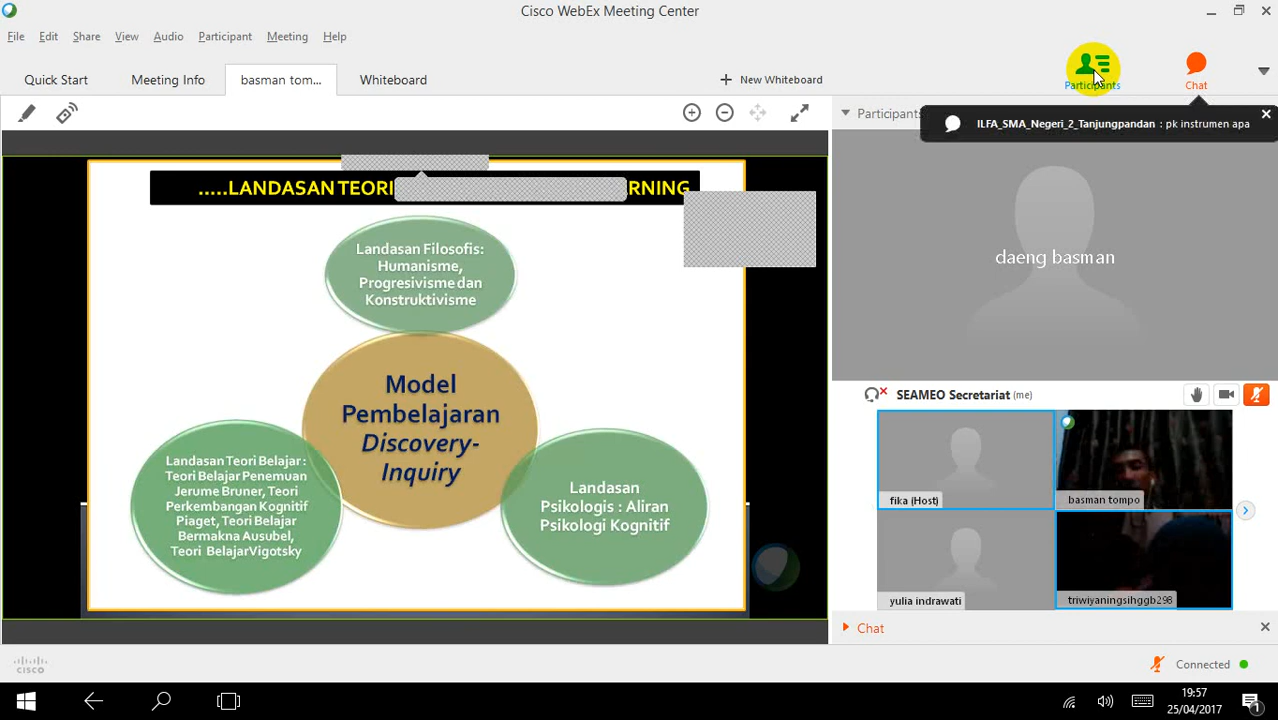 Cisco WebEx Meeting Center
File Edit Share View Audio Participant Meeting Help
Quick Start Meeting Info basman tom... Whiteboard + New Whiteboard
Participants Chat
Participants
ILFA_SMA_Negeri_2_Tanjungpandan : pk instrumen apa
.....LANDASAN TEORI RNING
Landasan Filosofis:
Humanisme,
Progresivisme dan
Konstruktivisme
Model
Pembelajaran
Discovery-
Inquiry
Landasan Teori Belajar :
Teori Belajar Penemuan
Jerume Bruner, Teori
Perkembangan Kognitif
Piaget, Teori Belajar
Bermakna Ausubel,
Teori BelajarVigotsky
Landasan
Psikologis : Aliran
Psikologi Kognitif
daeng basman
SEAMEO Secretariat (me)
fika (Host)
basman tompo
yulia indrawati
triwiyaningsihggb298
Chat
cisco
Connected
19:57
25/04/2017
1